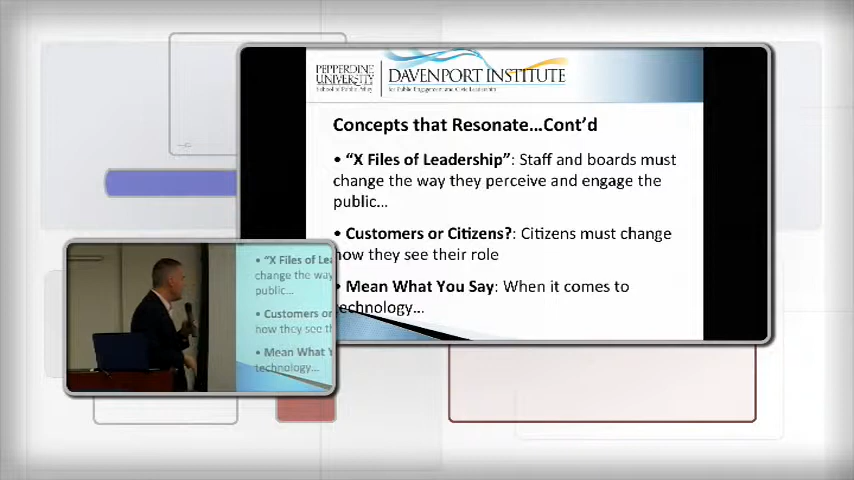 PEPPERDINE
UNIVERSITY
School of Public Policy
DAVENPORT INSTITUTE
for Public Engagement and Civic Leadership
Concepts that Resonate...Cont'd
• “X Files of Leadership”: Staff and boards must
change the way they perceive and engage the
public...
• Customers or Citizens?: Citizens must change
how they see their role
• Mean What You Say: When it comes to
technology...
• “X Files of Lea
change the way
public...
• Customers or
how they see th
• Mean What Y
technology...